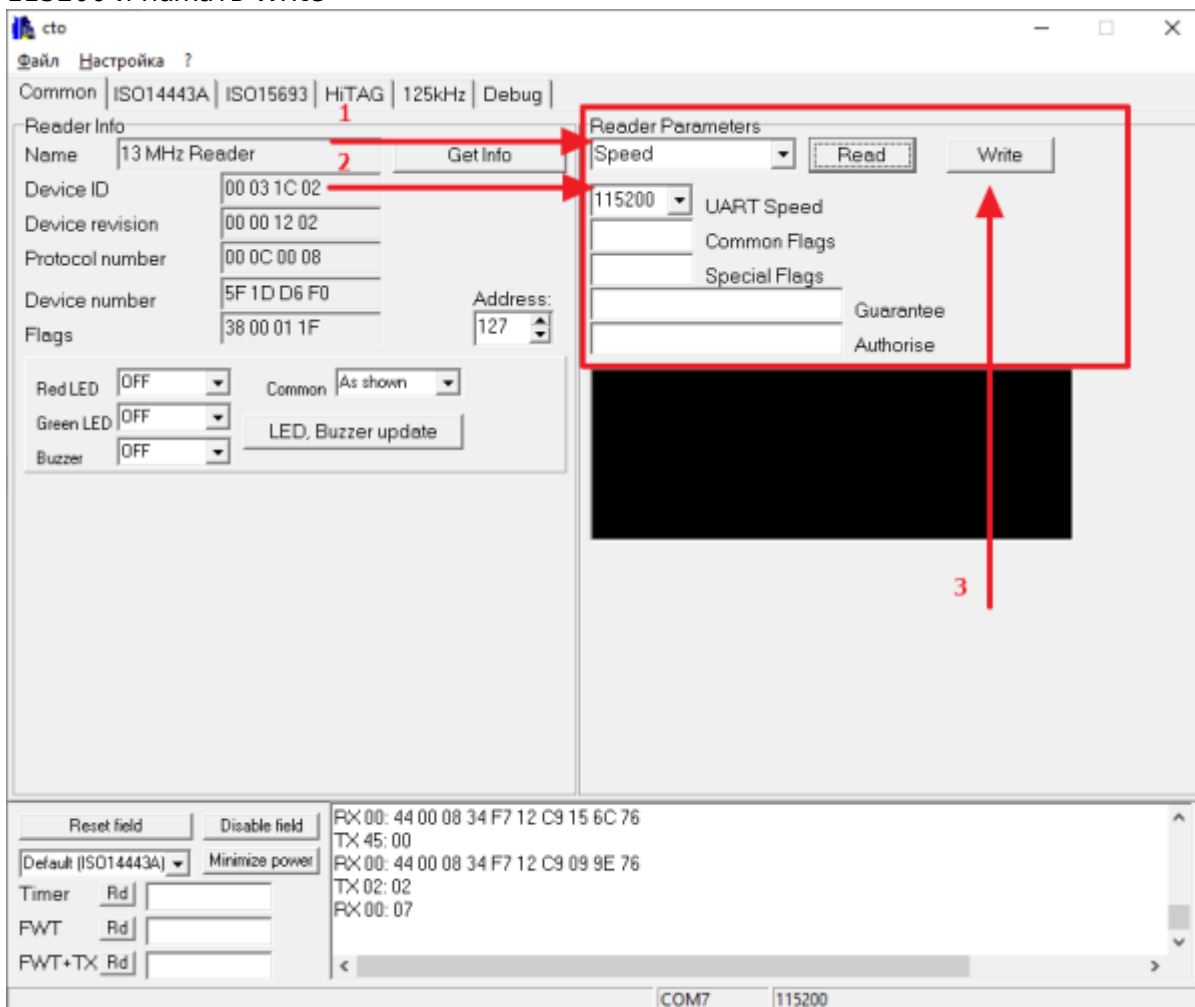 cto
Файл Настройка ?
Common ISO14443A ISO15693 HiTAG 125kHz Debug
1
Reader Info
Name 13 MHz Reader Get Info
2
Device ID 00 03 1C 02
Device revision 00 00 12 02
Protocol number 00 0C 00 08
Device number 5F 1D D6 F0
Address:
Flags 38 00 01 1F
127
Red LED OFF Common As shown
Green LED OFF LED, Buzzer update
Buzzer OFF
Reader Parameters
Speed Read Write
115200 UART Speed
Common Flags
Special Flags
Guarantee
Authorise
3
Reset field Disable field
Default (ISO14443A) Minimize power
Timer Rd
FWT Rd
FWT+TX Rd
RX 00: 44 00 08 34 F7 12 C9 15 6C 76
TX 45: 00
RX 00: 44 00 08 34 F7 12 C9 09 9E 76
TX 02: 02
RX 00: 07
COM7 115200